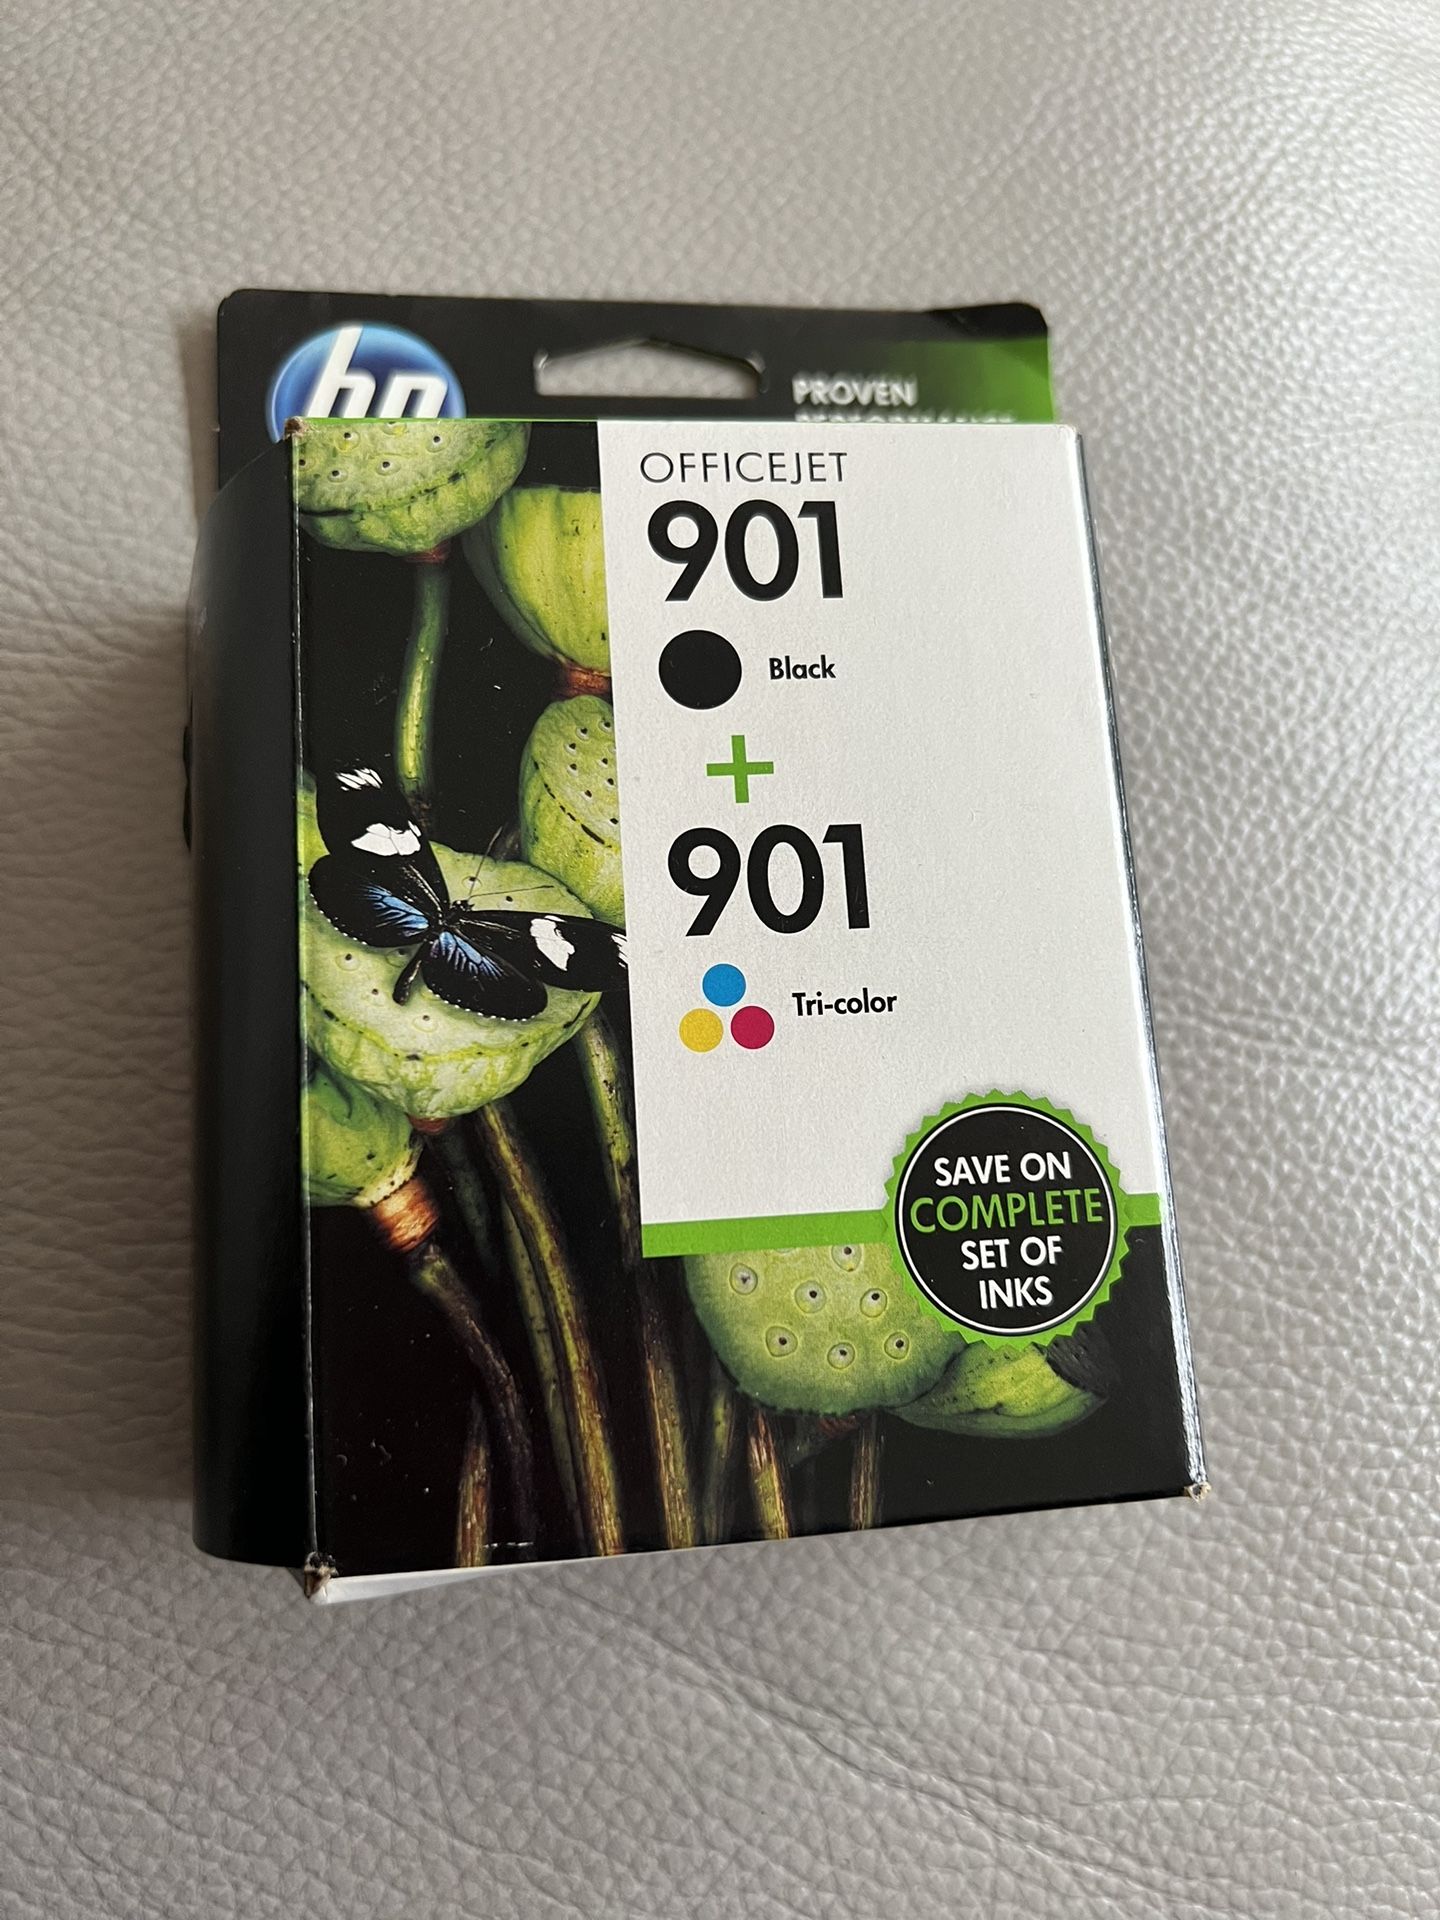 hp
PROVEN
OFFICEJET
901
Black
+
901
Tri-color
SAVE ON
COMPLETE
SET OF
INKS